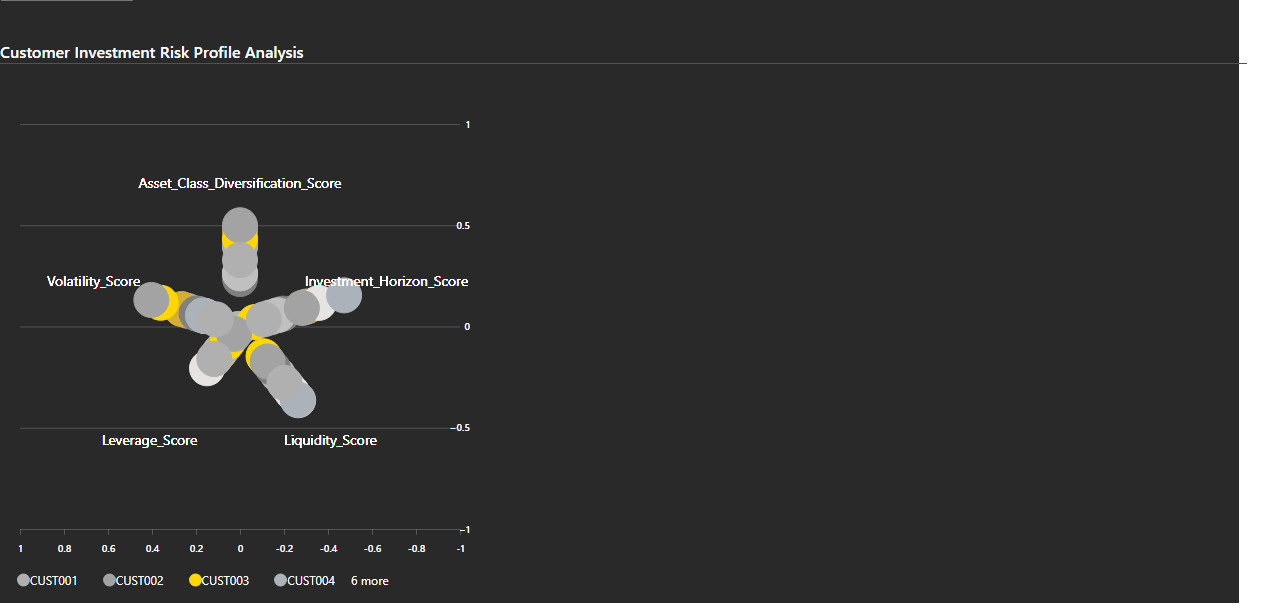 Customer Investment Risk Profile Analysis
1
Asset_Class_Diversification_Score
0.5
Volatility_Score
Investment_Horizon_Score
0
−0.5
Leverage_Score
Liquidity_Score
−1
1 0.8 0.6 0.4 0.2 0 -0.2 -0.4 -0.6 -0.8 -1
CUST001 CUST002 CUST003 CUST004 6 more